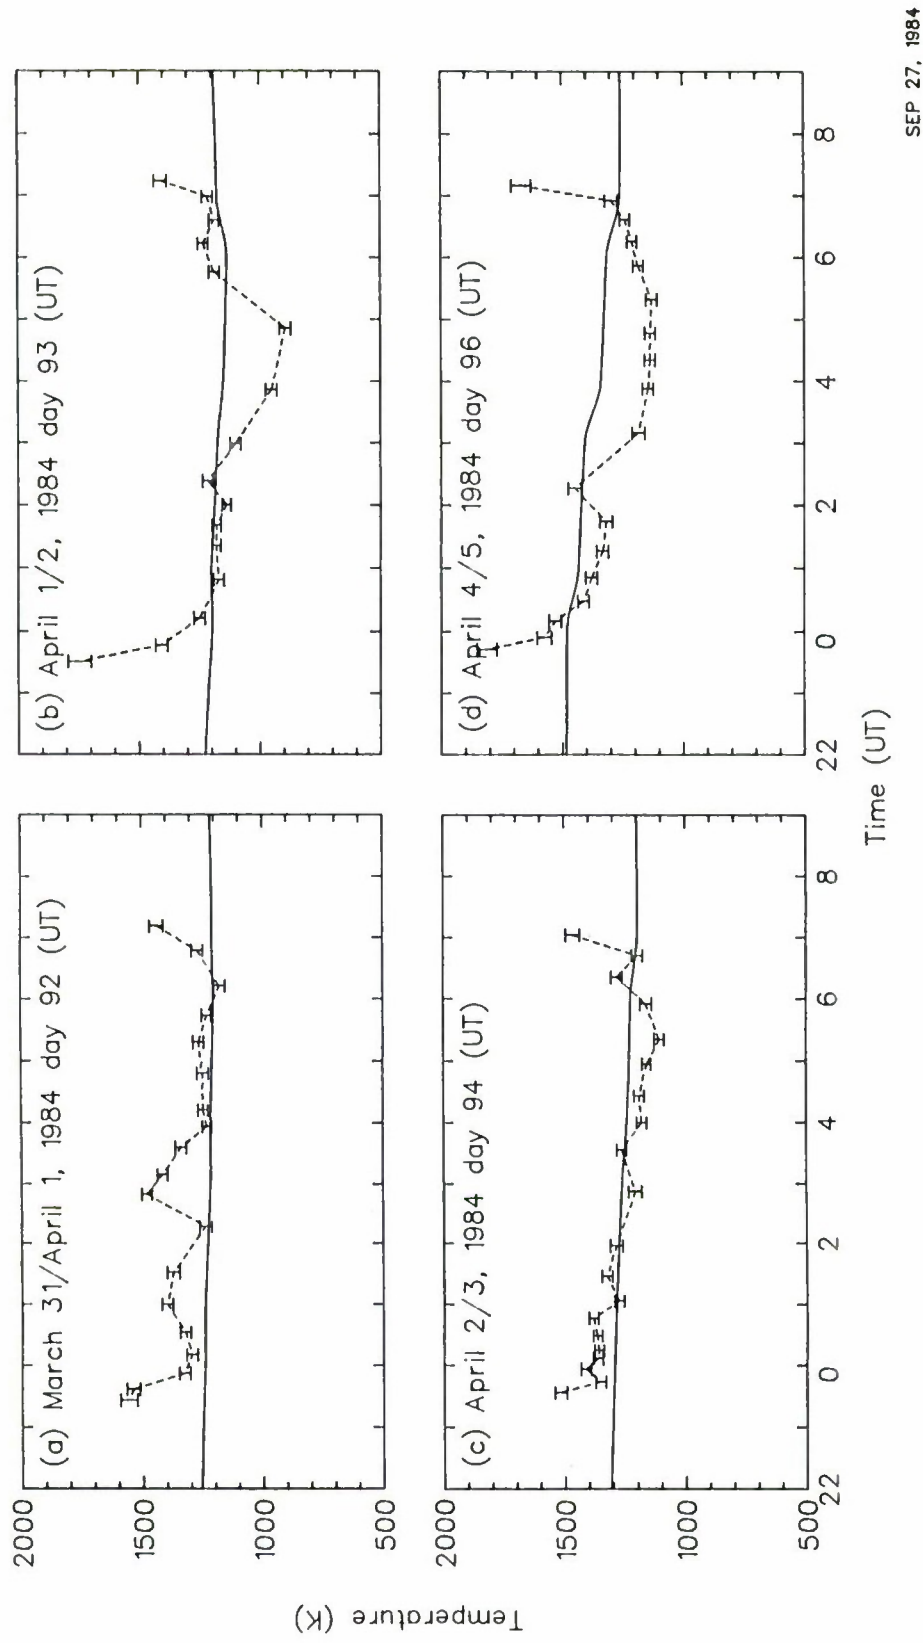 (a) March 31/April 1, 1984 day 92 (UT)
(b) April 1/2, 1984 day 93 (UT)
2000
1500
1000
500
(c) April 2/3, 1984 day 94 (UT)
(d) April 4/5, 1984 day 96 (UT)
2000
1500
1000
500
22
0
2
4
6
8
22
0
2
4
6
8
Temperature (K)
Time (UT)
SEP 27, 1984